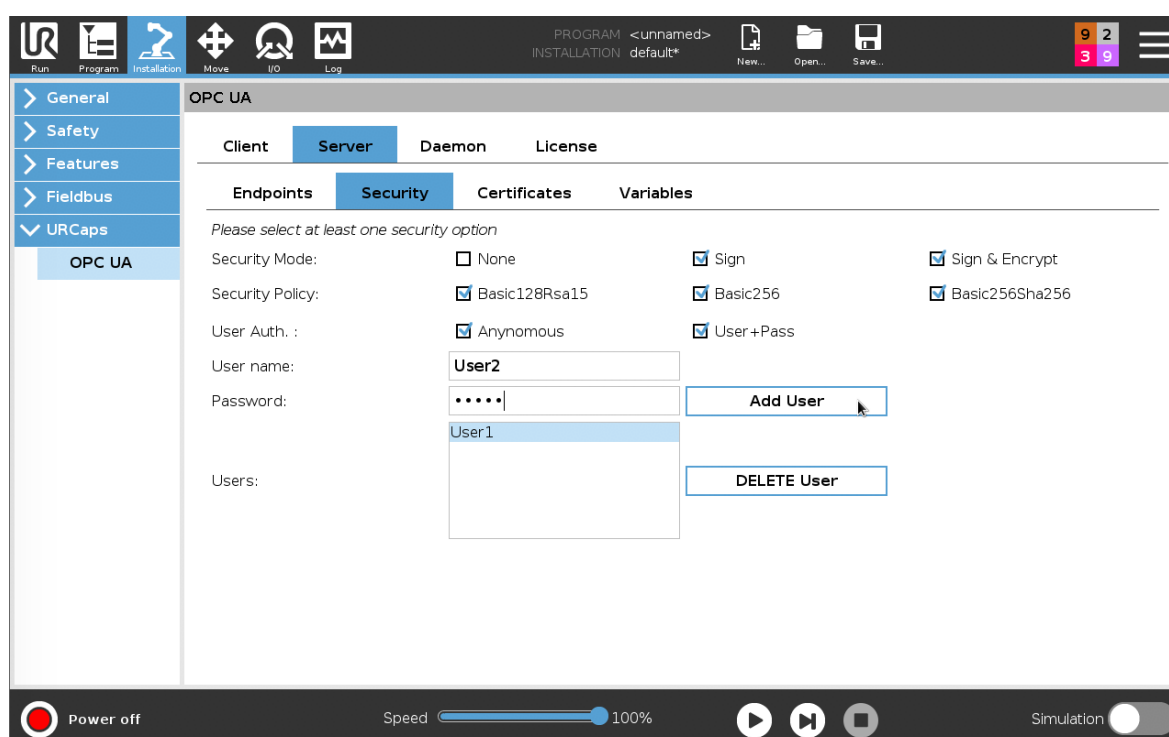 UR
PROGRAM <unnamed>
INSTALLATION default*
9 2
3 9
Run Program Installation Move I/O Log New... Open... Save...
General
Safety
Features
Fieldbus
URCaps
OPC UA
OPC UA
Client Server Daemon License
Endpoints Security Certificates Variables
Please select at least one security option
Security Mode: None Sign Sign & Encrypt
Security Policy: Basic128Rsa15 Basic256 Basic256Sha256
User Auth. : Anynomous User+Pass
User name: User2
Password: ••••• Add User
User1
Users: DELETE User
Power off Speed 100% Simulation